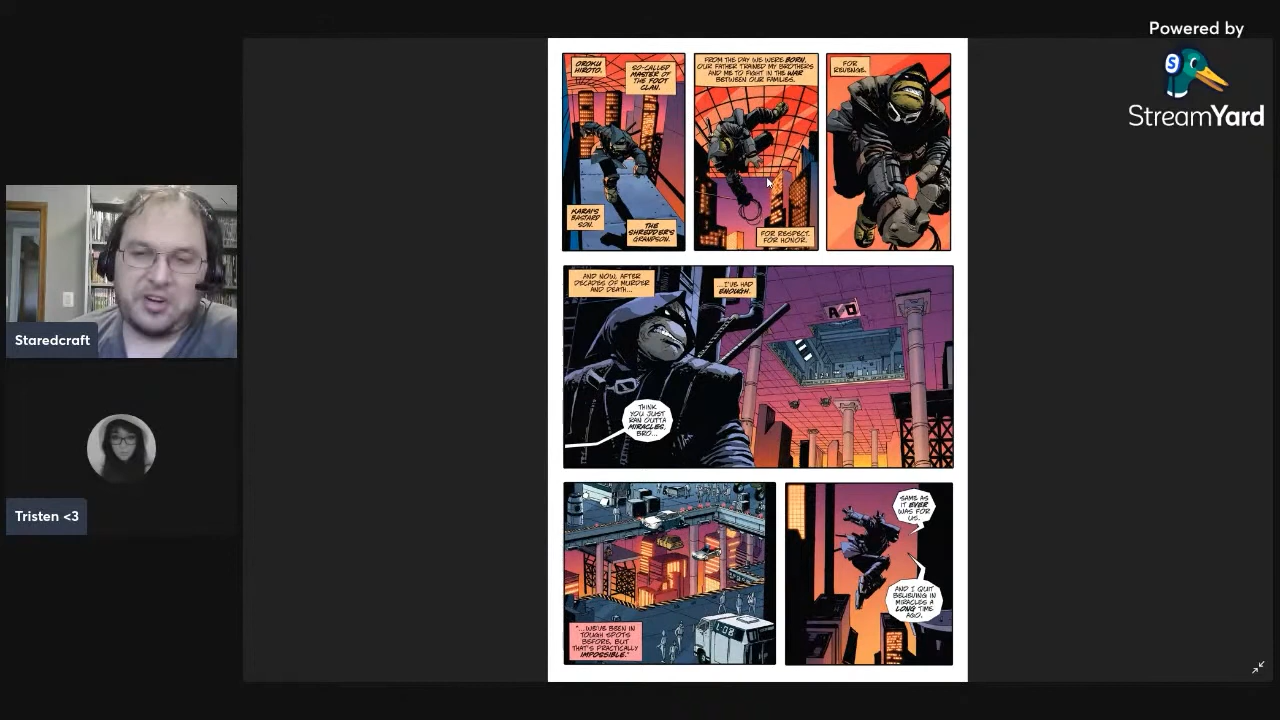 Powered by
StreamYard
Staredcraft
Tristen <3
OROKU
HIROTO.
SO-CALLED
MASTER OF
THE FOOT
CLAN.
KARAI'S
BASTARD
SON.
THE
SHREDDER'S
GRANDSON.
FROM THE DAY WE WERE BORN,
OUR FATHER TRAINED MY BROTHERS
AND ME TO FIGHT IN THE WAR
BETWEEN OUR FAMILIES.
FOR RESPECT.
FOR HONOR.
FOR
REVENGE.
AND NOW, AFTER
DECADES OF MURDER
AND DEATH...
...I'VE HAD
ENOUGH.
THINK
YOU JUST
RAN OUTTA
MIRACLES,
BRO...
"...WE'VE BEEN IN
TOUGH SPOTS
BEFORE, BUT
THAT'S PRACTICALLY
IMPOSSIBLE."
L-08
SAME AS
IT EVER
WAS FOR
US.
AND I QUIT
BELIEVING IN
MIRACLES A
LONG TIME
AGO.